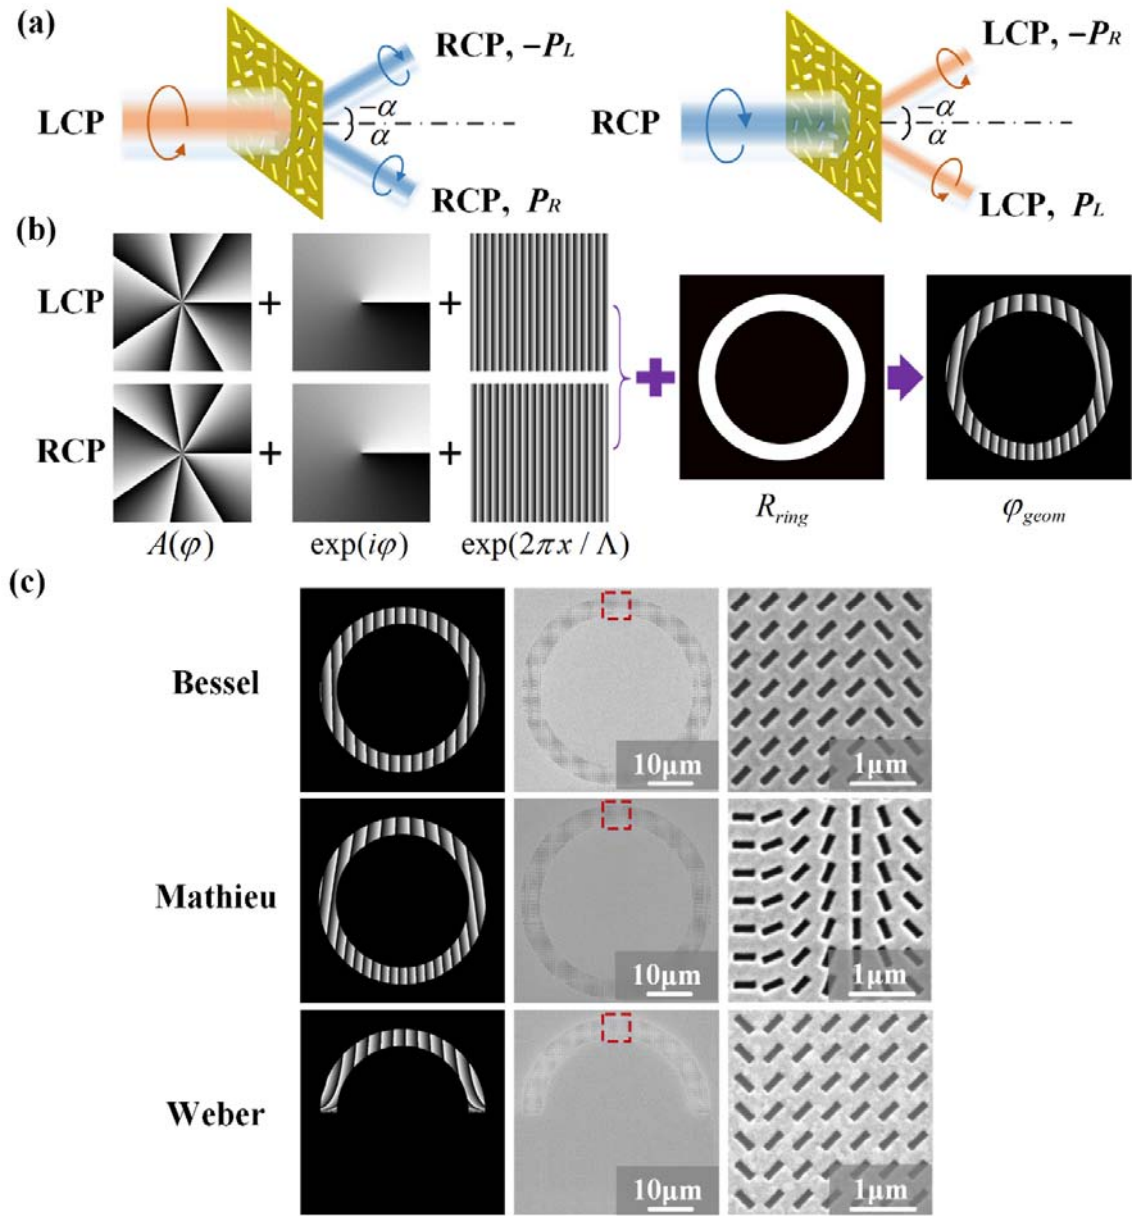 (a)
RCP, −P_L
LCP
−α
α
RCP, P_R
LCP, −P_R
RCP
−α
α
LCP, P_L
(b)
LCP + +
RCP + +
A(φ) exp(iφ) exp(2πx / Λ)
R_ring φ_geom
(c)
Bessel
10μm 1μm
Mathieu
10μm 1μm
Weber
10μm 1μm